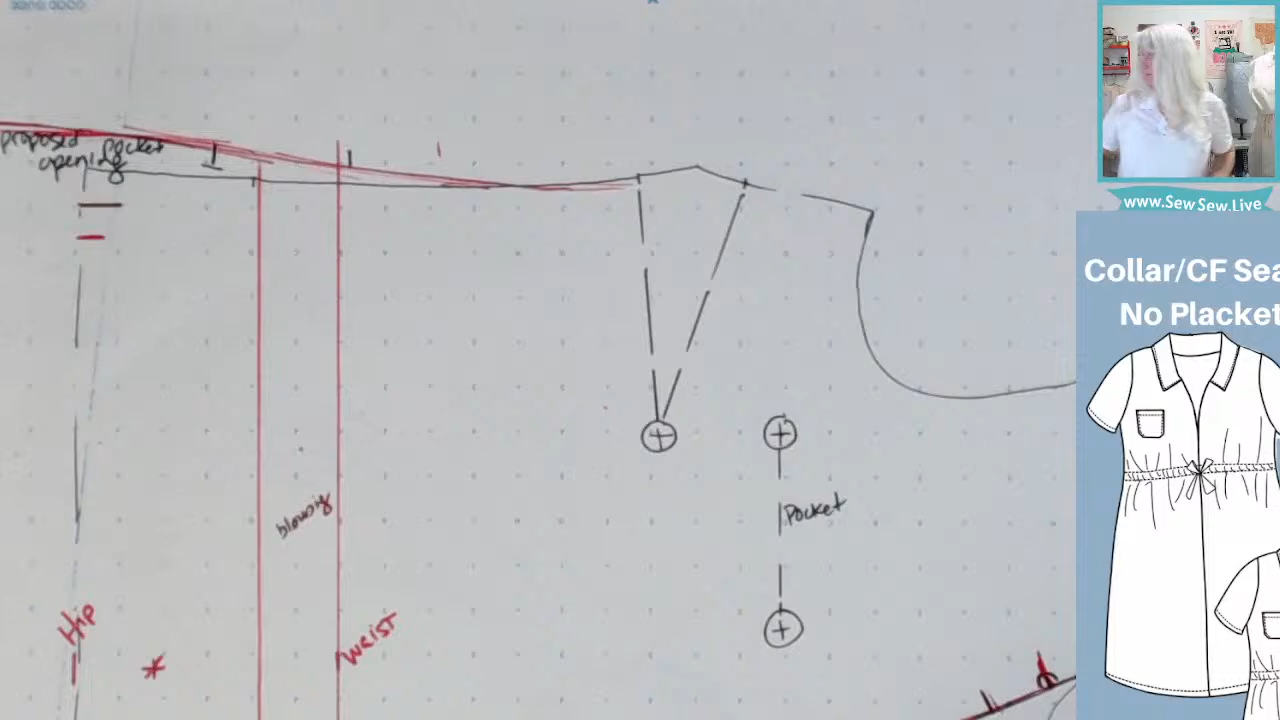 proposed pocket
opening
blousing
Pocket
Hip
waist
www.SewSew.Live
Collar/CF Sea
No Placket